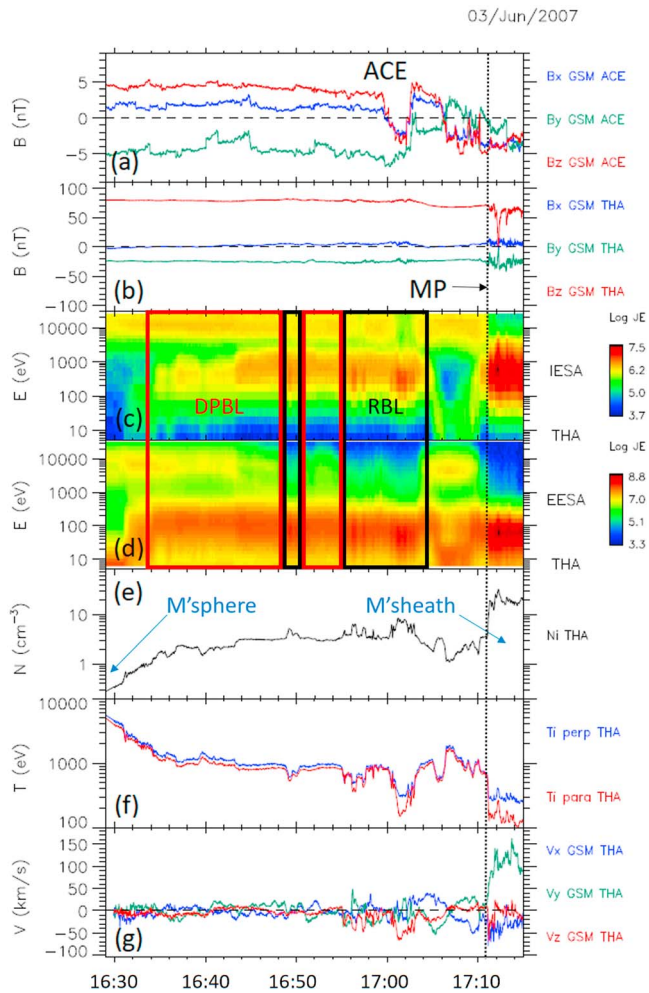 03/Jun/2007
ACE
5
0
-5
B (nT)
(a)
Bx GSM ACE
By GSM ACE
Bz GSM ACE
100
50
0
-50
-100
B (nT)
(b)
MP
Bx GSM THA
By GSM THA
Bz GSM THA
10000
1000
100
10
E (eV)
(c)
DPBL
RBL
IESA
THA
Log JE
7.5
6.2
5.0
3.7
10000
1000
100
10
E (eV)
(d)
EESA
THA
Log JE
8.8
7.0
5.1
3.3
(e)
M'sphere
M'sheath
10
1
N (cm⁻³)
Ni THA
10000
1000
100
T (eV)
(f)
Ti perp THA
Ti para THA
150
100
50
0
-50
-100
V (km/s)
(g)
Vx GSM THA
Vy GSM THA
Vz GSM THA
16:30
16:40
16:50
17:00
17:10